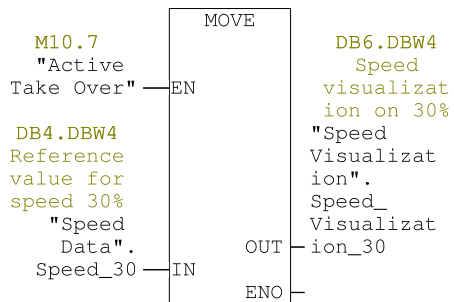 MOVE
M10.7
"Active
Take Over"
EN
DB4.DBW4
Reference
value for
speed 30%
"Speed
Data".
Speed_30
IN
DB6.DBW4
Speed
visualizat
ion on 30%
"Speed
Visualizat
ion".
Speed_
Visualizat
ion_30
OUT
ENO